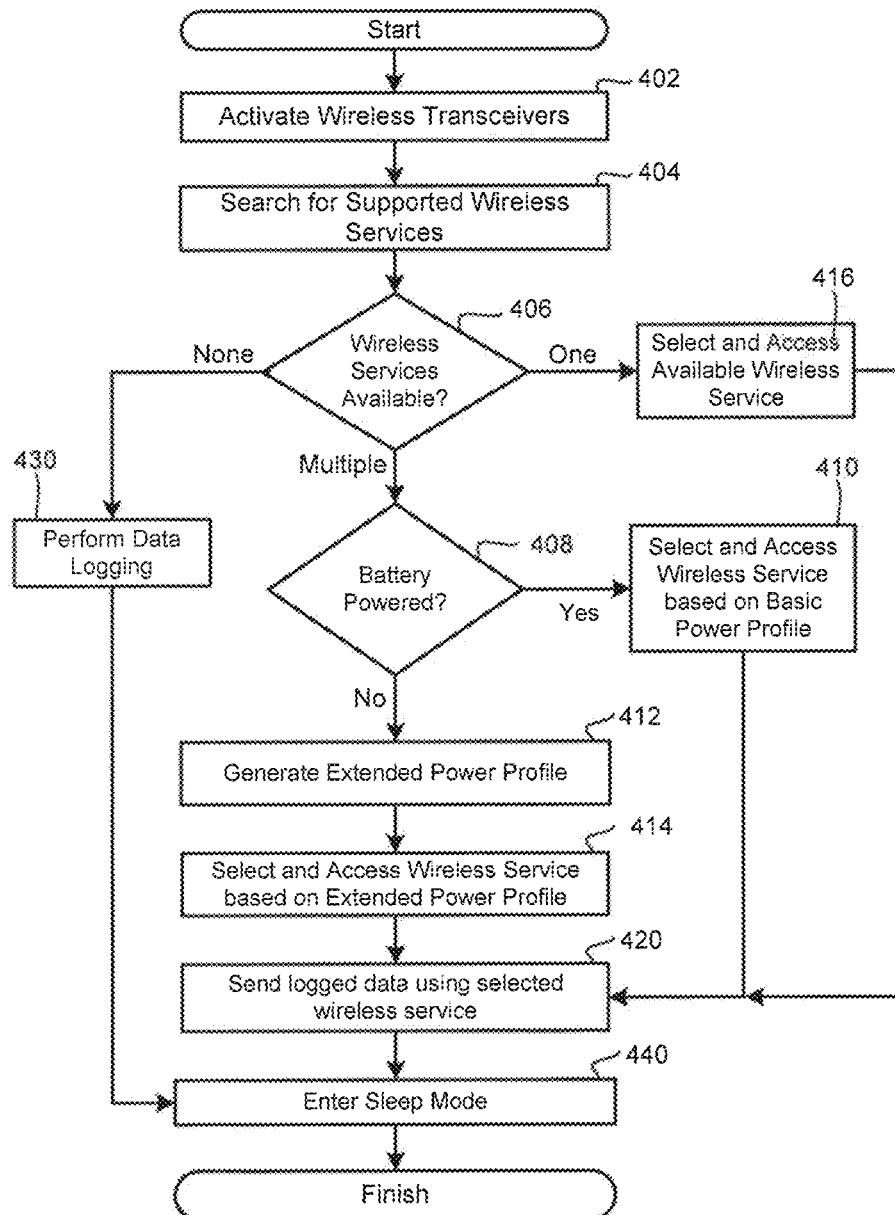 Start
402
Activate Wireless Transceivers
404
Search for Supported Wireless
Services
406
Wireless
Services
Available?
None
One
Multiple
416
Select and Access
Available Wireless
Service
430
Perform Data
Logging
408
Battery
Powered?
Yes
No
410
Select and Access
Wireless Service
based on Basic
Power Profile
412
Generate Extended Power Profile
414
Select and Access Wireless Service
based on Extended Power Profile
420
Send logged data using selected
wireless service
440
Enter Sleep Mode
Finish